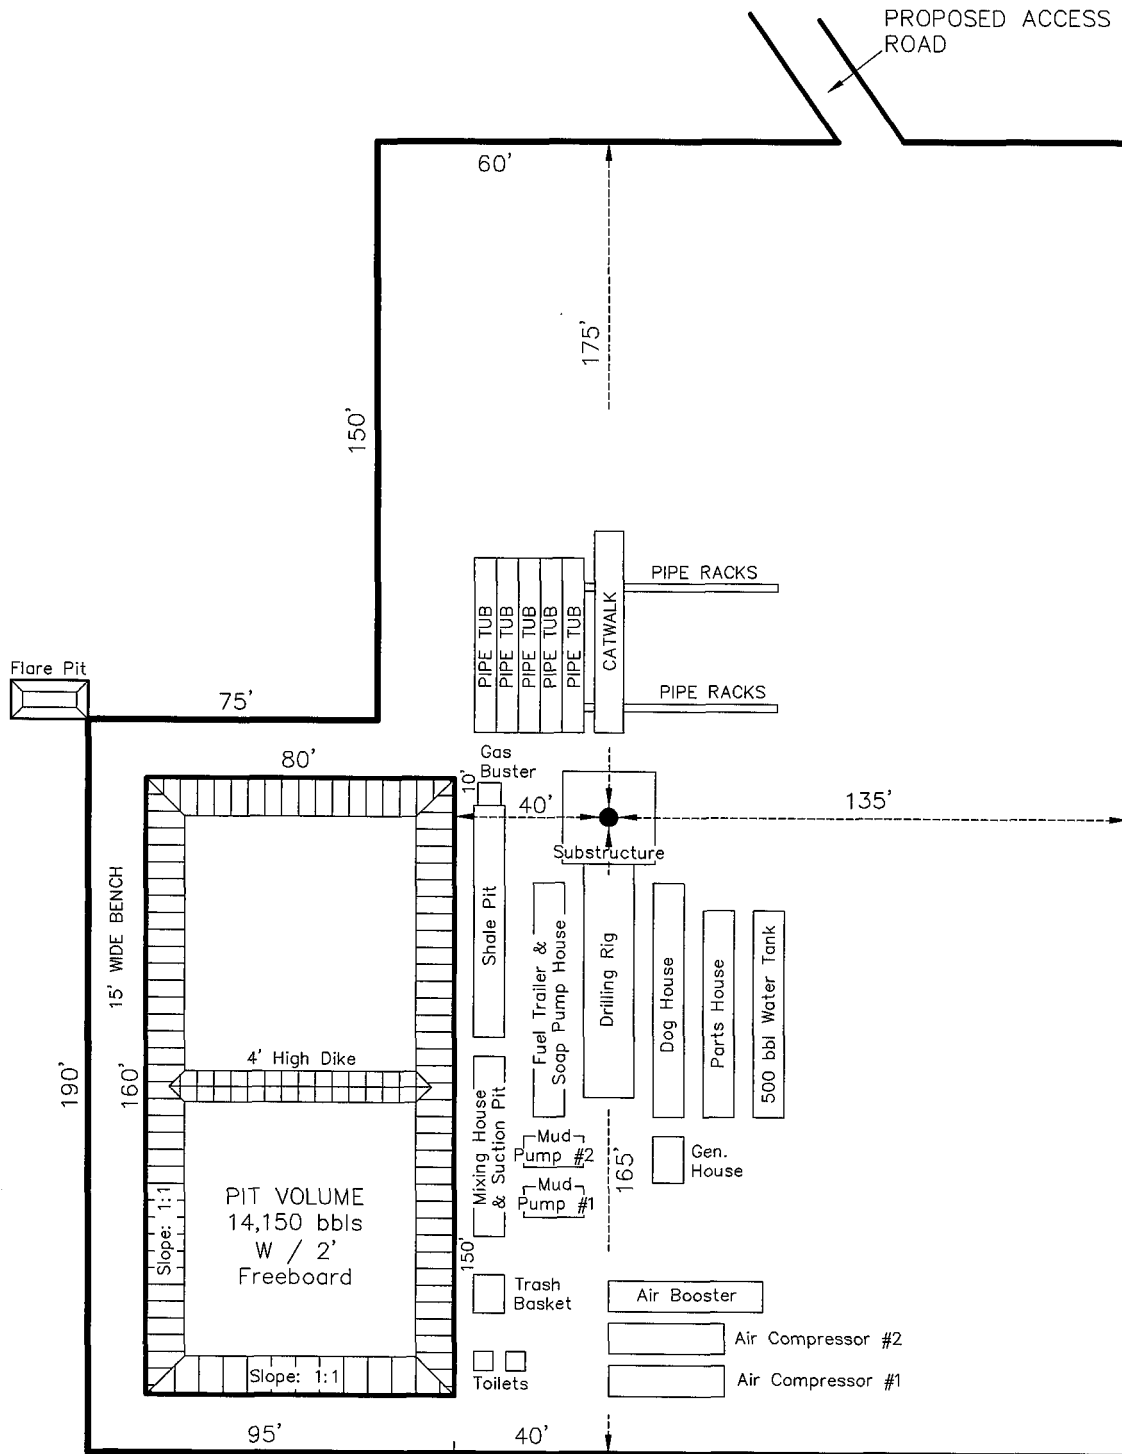 PROPOSED ACCESS
ROAD
60'
175'
150'
PIPE RACKS
PIPE TUB
PIPE TUB
PIPE TUB
PIPE TUB
PIPE TUB
CATWALK
Flare Pit
75'
PIPE RACKS
80'
Gas
Buster
10'
40'
135'
Substructure
15' WIDE BENCH
Shale Pit
Fuel Trailer &
Soap Pump House
Drilling Rig
Dog House
Parts House
500 bbl Water Tank
4' High Dike
190'
160'
Mixing House
& Suction Pit
Mud
Pump #2
165'
Gen.
House
Mud
Pump #1
PIT VOLUME
14,150 bbls
W / 2'
Freeboard
Slope: 1:1
150'
Trash
Basket
Air Booster
Air Compressor #2
Slope: 1:1
Toilets
Air Compressor #1
95'
40'